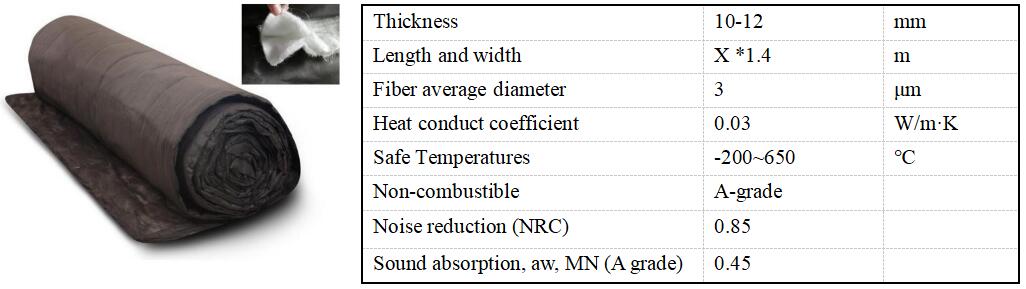 Thickness 10-12 mm
Length and width X *1.4 m
Fiber average diameter 3 μm
Heat conduct coefficient 0.03 W/m·K
Safe Temperatures -200~650 ℃
Non-combustible A-grade
Noise reduction (NRC) 0.85
Sound absorption, aw, MN (A grade) 0.45